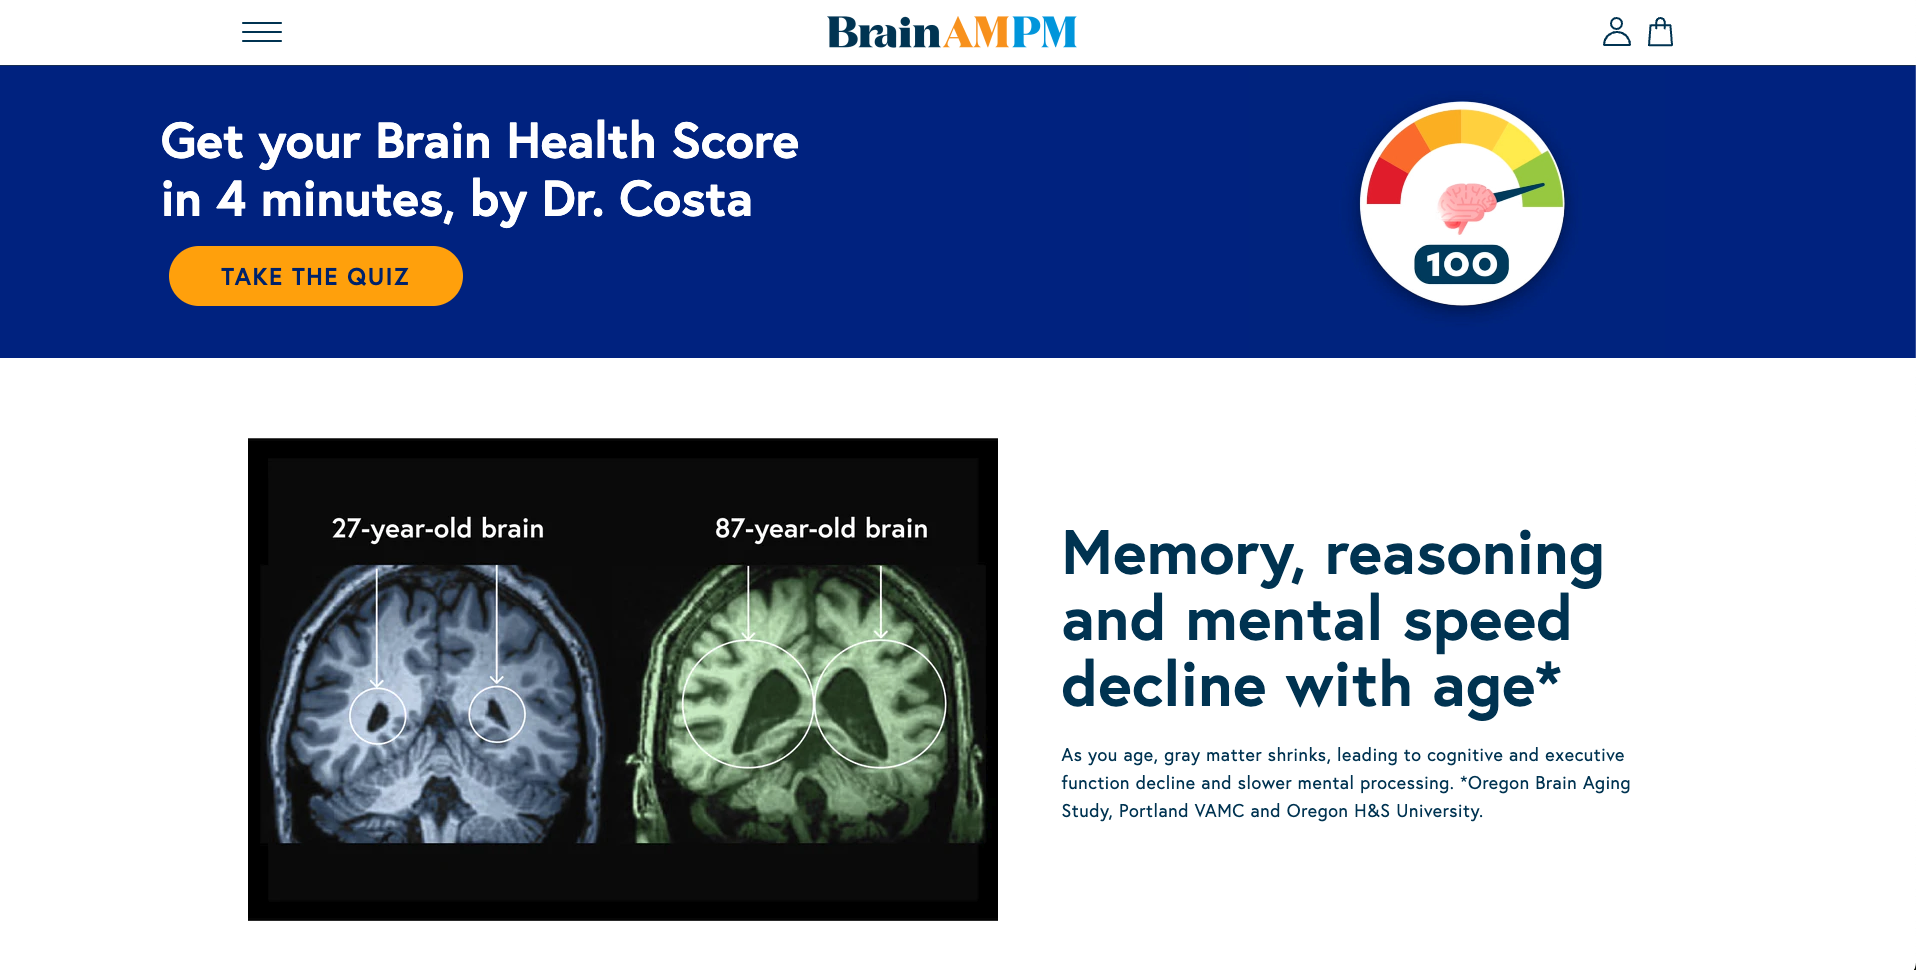 BrainAMPM
Get your Brain Health Score
in 4 minutes, by Dr. Costa
TAKE THE QUIZ
100
27-year-old brain
87-year-old brain
Memory, reasoning
and mental speed
decline with age*
As you age, gray matter shrinks, leading to cognitive and executive
function decline and slower mental processing. *Oregon Brain Aging
Study, Portland VAMC and Oregon H&S University.